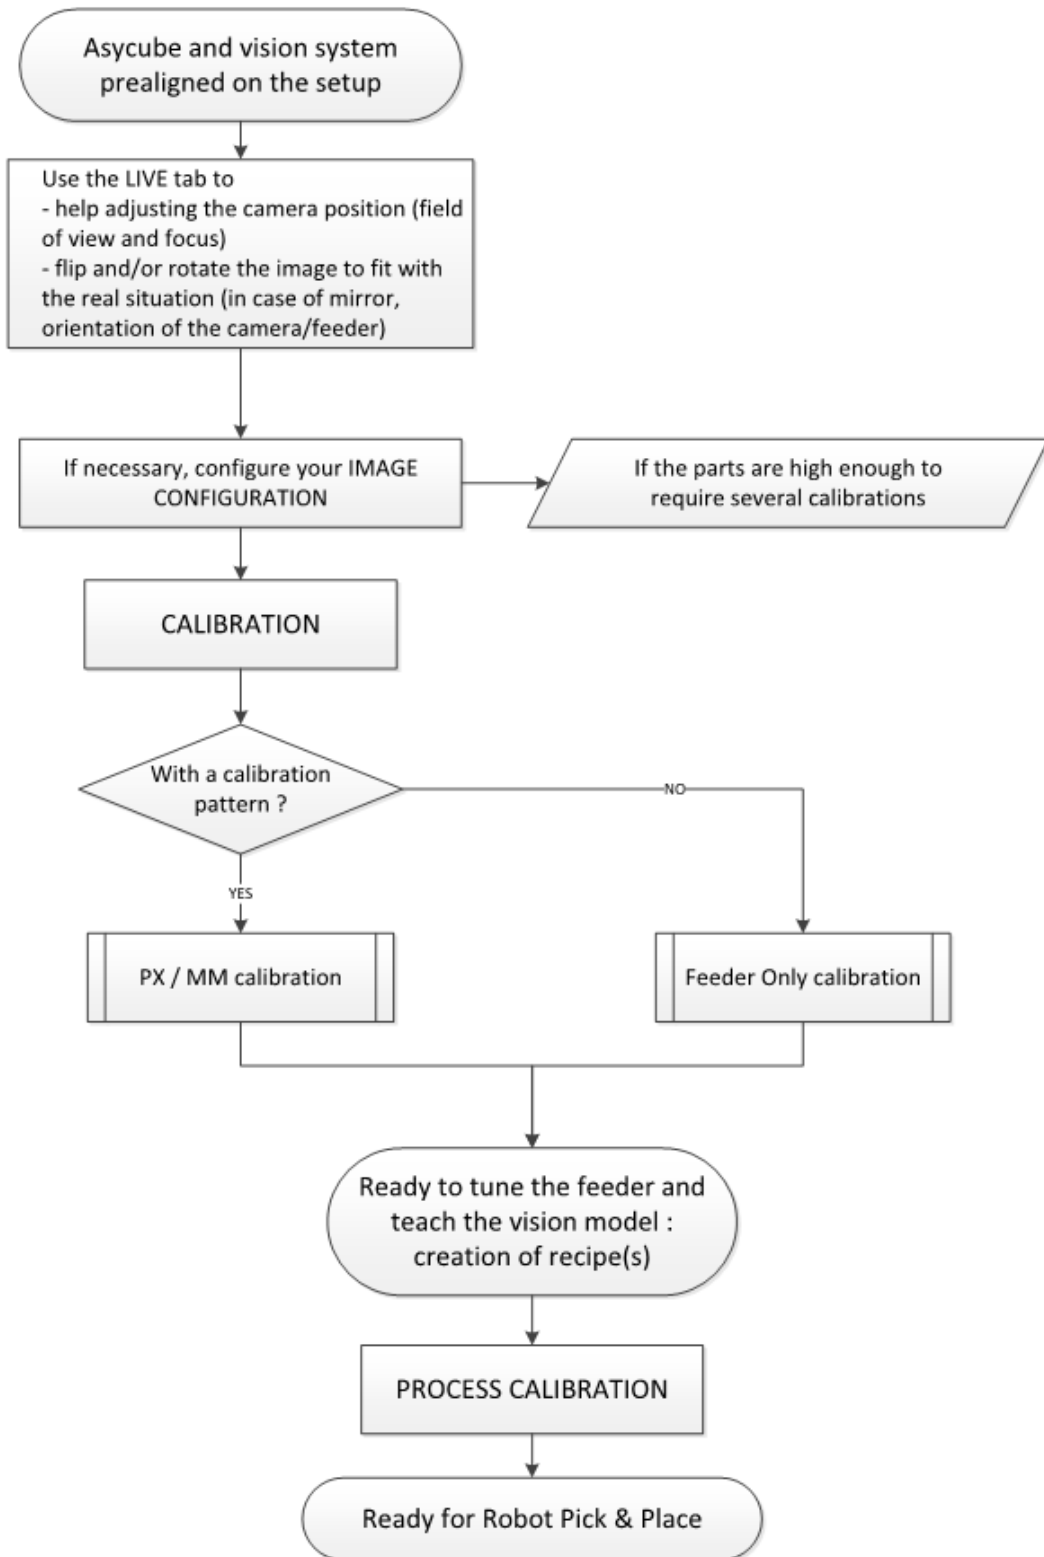 Asycube and vision system
prealigned on the setup
Use the LIVE tab to
- help adjusting the camera position (field
of view and focus)
- flip and/or rotate the image to fit with
the real situation (in case of mirror,
orientation of the camera/feeder)
If necessary, configure your IMAGE
CONFIGURATION
If the parts are high enough to
require several calibrations
CALIBRATION
With a calibration
pattern ?
NO
YES
PX / MM calibration
Feeder Only calibration
Ready to tune the feeder and
teach the vision model :
creation of recipe(s)
PROCESS CALIBRATION
Ready for Robot Pick & Place